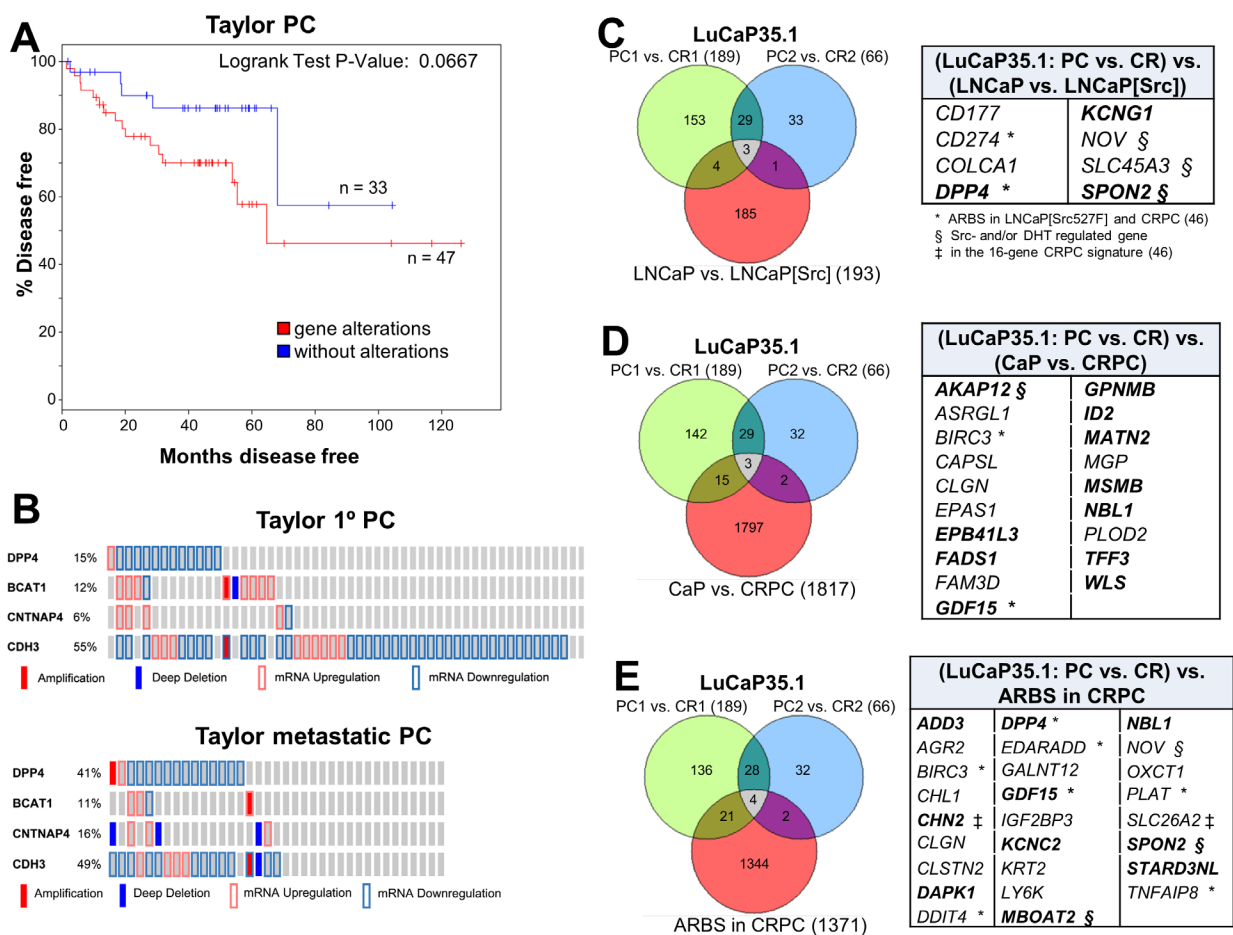 A
Taylor PC
Logrank Test P-Value: 0.0667
100
80
60
40
20
0
% Disease free
n = 33
n = 47
gene alterations
without alterations
0 20 40 60 80 100 120
Months disease free
B
Taylor 1º PC
DPP4 15%
BCAT1 12%
CNTNAP4 6%
CDH3 55%
Amplification Deep Deletion mRNA Upregulation mRNA Downregulation
Taylor metastatic PC
DPP4 41%
BCAT1 11%
CNTNAP4 16%
CDH3 49%
Amplification Deep Deletion mRNA Upregulation mRNA Downregulation
C
LuCaP35.1
PC1 vs. CR1 (189) PC2 vs. CR2 (66)
153 29 33
3
4 1
185
LNCaP vs. LNCaP[Src] (193)
(LuCaP35.1: PC vs. CR) vs.
(LNCaP vs. LNCaP[Src])
CD177 KCNG1
CD274 * NOV §
COLCA1 SLC45A3 §
DPP4 * SPON2 §
* ARBS in LNCaP[Src527F] and CRPC (46)
§ Src- and/or DHT regulated gene
‡ in the 16-gene CRPC signature (46)
D
LuCaP35.1
PC1 vs. CR1 (189) PC2 vs. CR2 (66)
142 29 32
3
15 2
1797
CaP vs. CRPC (1817)
(LuCaP35.1: PC vs. CR) vs.
(CaP vs. CRPC)
AKAP12 § GPNMB
ASRGL1 ID2
BIRC3 * MATN2
CAPSL MGP
CLGN MSMB
EPAS1 NBL1
EPB41L3 PLOD2
FADS1 TFF3
FAM3D WLS
GDF15 *
E
LuCaP35.1
PC1 vs. CR1 (189) PC2 vs. CR2 (66)
136 28 32
4
21 2
1344
ARBS in CRPC (1371)
(LuCaP35.1: PC vs. CR) vs.
ARBS in CRPC
ADD3 DPP4 * NBL1
AGR2 EDARADD * NOV §
BIRC3 * GALNT12 OXCT1
CHL1 GDF15 * PLAT *
CHN2 ‡ IGF2BP3 SLC26A2 ‡
CLGN KCNC2 SPON2 §
CLSTN2 KRT2 STARD3NL
DAPK1 LY6K TNFAIP8 *
DDIT4 * MBOAT2 §